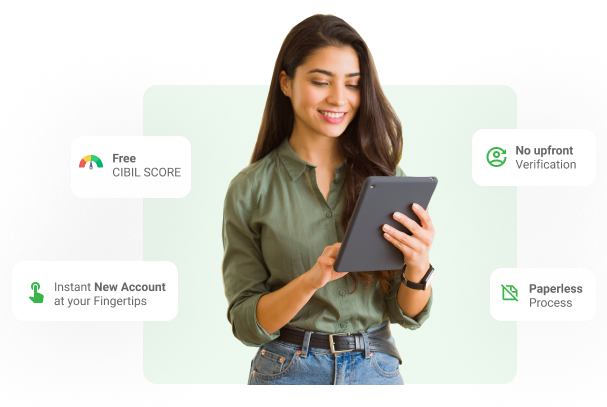 Free
CIBIL SCORE
No upfront
Verification
Instant New Account
at your Fingertips
Paperless
Process